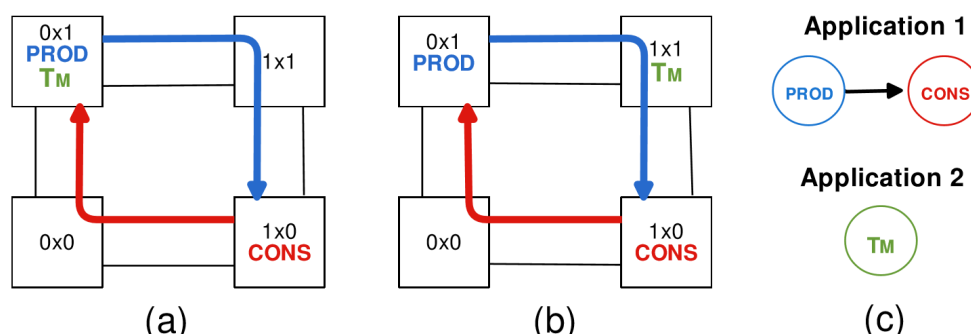 0x1
PROD
TM
1x1
0x0
1x0
CONS
(a)
0x1
PROD
1x1
TM
0x0
1x0
CONS
(b)
Application 1
PROD
CONS
Application 2
TM
(c)